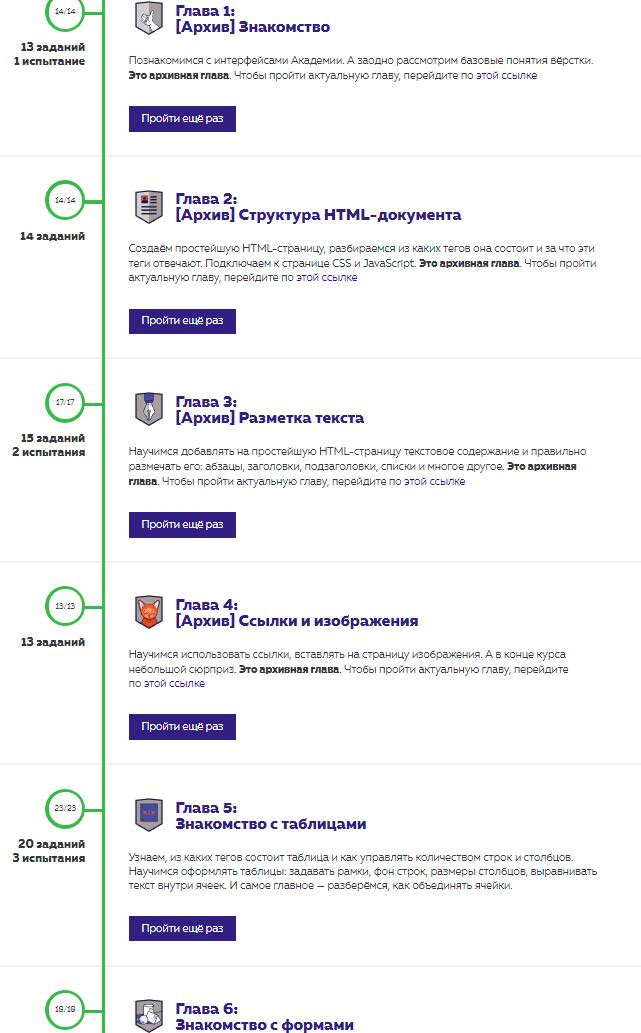 14/14
Глава 1:
[Архив] Знакомство
13 заданий
1 испытание
Познакомимся с интерфейсами Академии. А заодно рассмотрим базовые понятия вёрстки.
Это архивная глава. Чтобы пройти актуальную главу, перейдите по этой ссылке
Пройти ещё раз
14/14
Глава 2:
[Архив] Структура HTML-документа
14 заданий
Создаём простейшую HTML-страницу, разбираемся из каких тегов она состоит и за что эти
теги отвечают. Подключаем к странице CSS и JavaScript. Это архивная глава. Чтобы пройти
актуальную главу, перейдите по этой ссылке
Пройти ещё раз
17/17
Глава 3:
[Архив] Разметка текста
15 заданий
2 испытания
Научимся добавлять на простейшую HTML-страницу текстовое содержание и правильно
размечать его: абзацы, заголовки, подзаголовки, списки и многое другое. Это архивная
глава. Чтобы пройти актуальную главу, перейдите по этой ссылке
Пройти ещё раз
13/13
Глава 4:
[Архив] Ссылки и изображения
13 заданий
Научимся использовать ссылки, вставлять на страницу изображения. А в конце курса
небольшой сюрприз. Это архивная глава. Чтобы пройти актуальную главу, перейдите
по этой ссылке
Пройти ещё раз
23/23
Глава 5:
Знакомство с таблицами
20 заданий
3 испытания
Узнаем, из каких тегов состоит таблица и как управлять количеством строк и столбцов.
Научимся оформлять таблицы: задавать рамки, фон строк, размеры столбцов, выравнивать
текст внутри ячеек. И самое главное — разберёмся, как объединять ячейки.
Пройти ещё раз
18/18
Глава 6:
Знакомство с формами